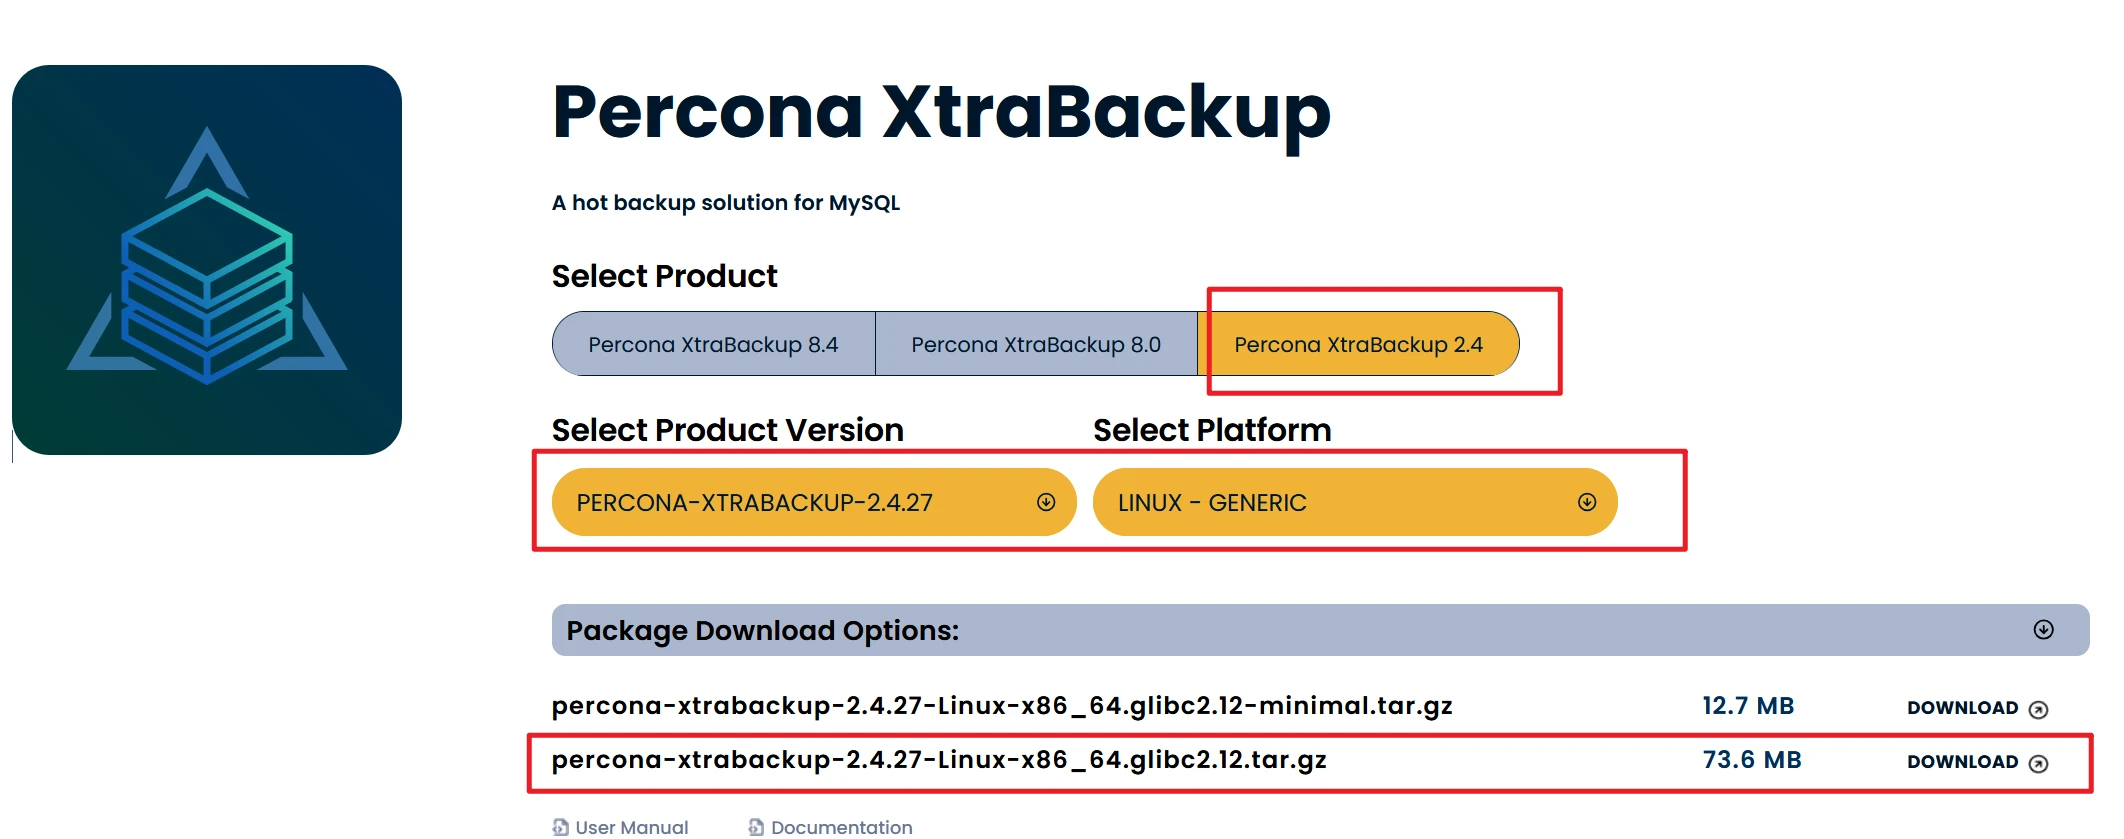 Percona XtraBackup
A hot backup solution for MySQL
Select Product
Percona XtraBackup 8.4 Percona XtraBackup 8.0 Percona XtraBackup 2.4
Select Product Version Select Platform
PERCONA-XTRABACKUP-2.4.27 LINUX - GENERIC
Package Download Options:
percona-xtrabackup-2.4.27-Linux-x86_64.glibc2.12-minimal.tar.gz 12.7 MB DOWNLOAD
percona-xtrabackup-2.4.27-Linux-x86_64.glibc2.12.tar.gz 73.6 MB DOWNLOAD
User Manual Documentation